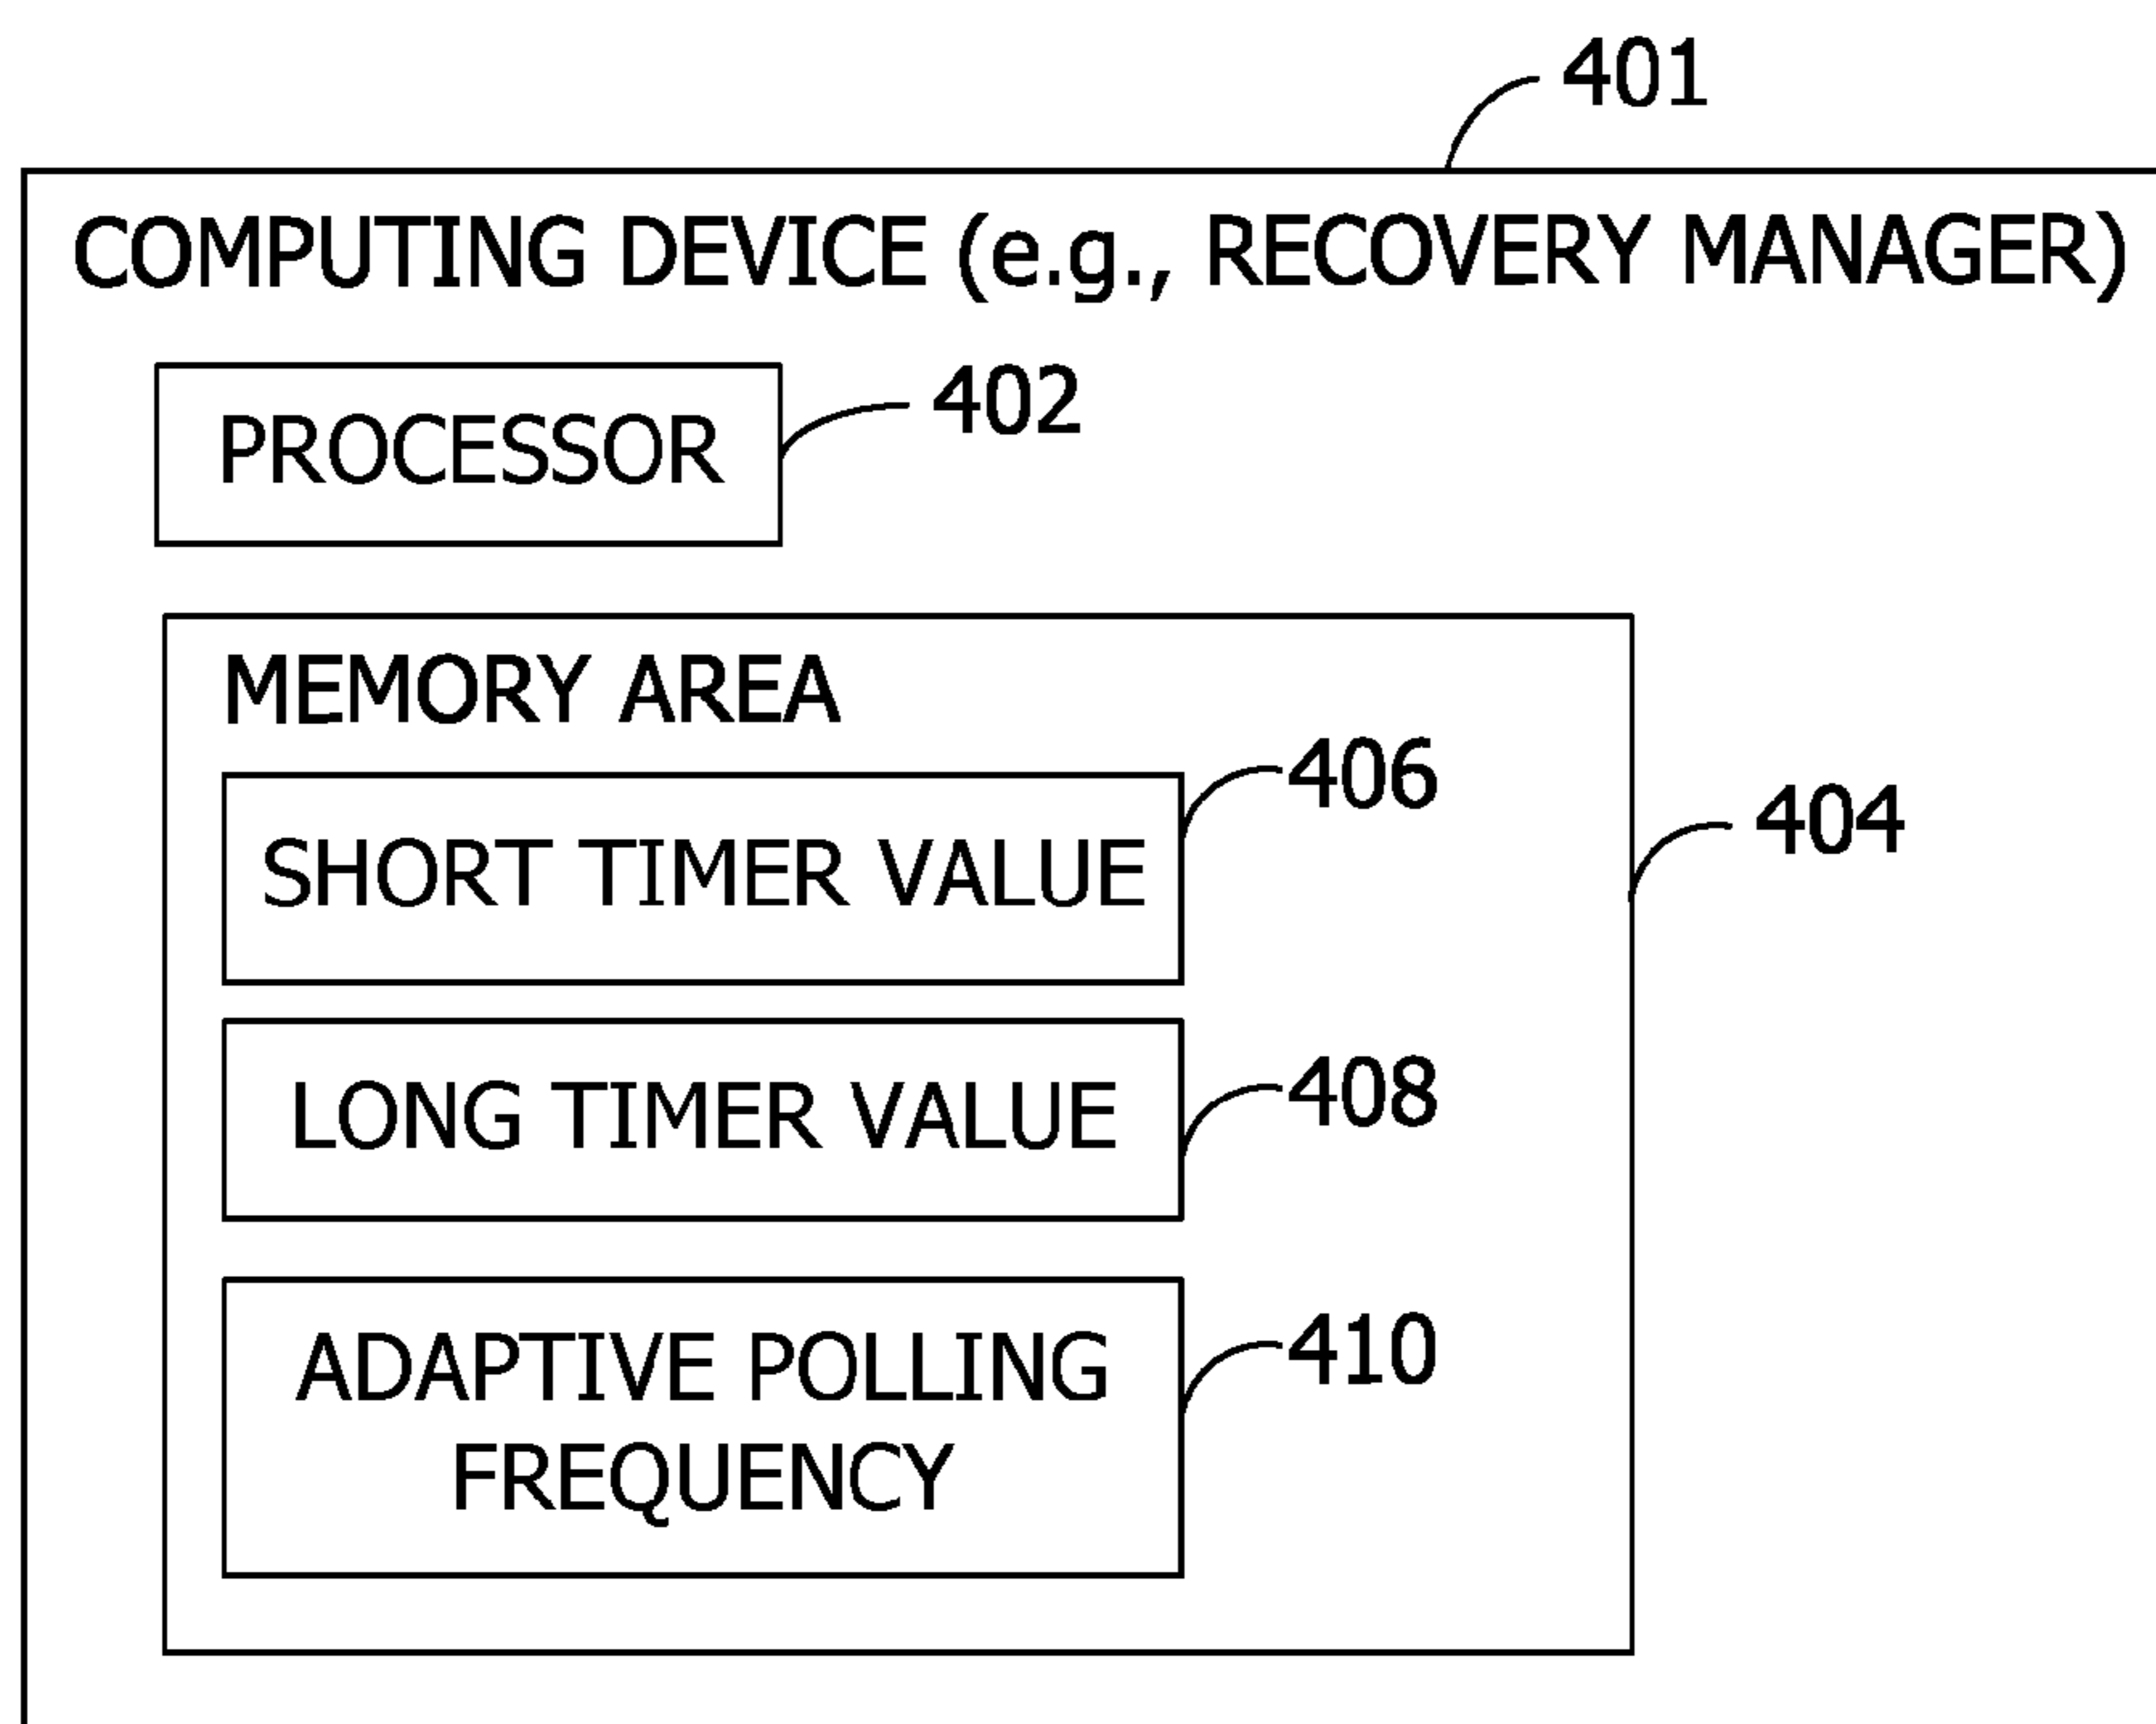 401
COMPUTING DEVICE (e.g., RECOVERY MANAGER)
PROCESSOR
402
MEMORY AREA
406
SHORT TIMER VALUE
404
LONG TIMER VALUE
408
ADAPTIVE POLLING
FREQUENCY
410